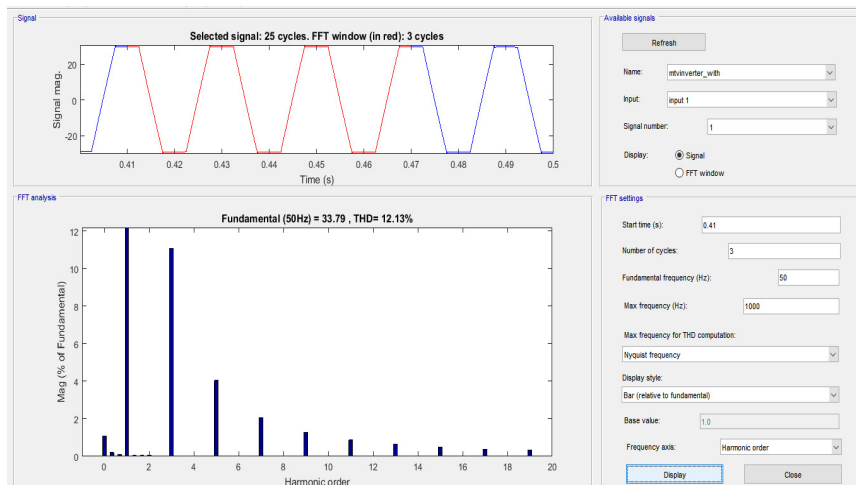 Signal
Selected signal: 25 cycles. FFT window (in red): 3 cycles
Signal mag.
20
0
-20
0.41 0.42 0.43 0.44 0.45 0.46 0.47 0.48 0.49 0.5
Time (s)
Available signals
Refresh
Name: mtvinverter_with
Input: input 1
Signal number: 1
Display: Signal
FFT window
FFT analysis
Fundamental (50Hz) = 33.79 , THD= 12.13%
Mag (% of Fundamental)
12
10
8
6
4
2
0
0 2 4 6 8 10 12 14 16 18 20
Harmonic order
FFT settings
Start time (s): 0.41
Number of cycles: 3
Fundamental frequency (Hz): 50
Max frequency (Hz): 1000
Max frequency for THD computation:
Nyquist frequency
Display style:
Bar (relative to fundamental)
Base value: 1.0
Frequency axis: Harmonic order
Display Close